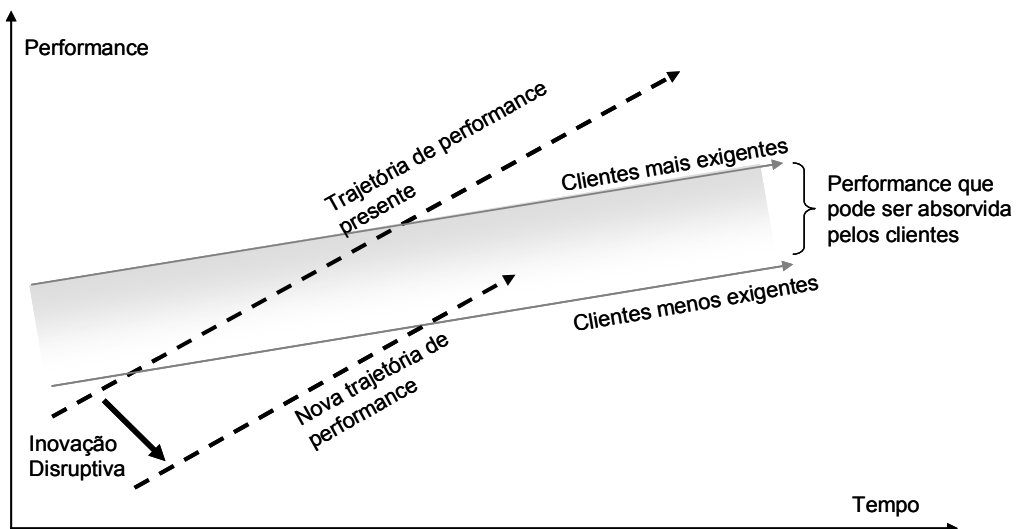 Performance
Trajetória de performance
presente
Clientes mais exigentes
Performance que
pode ser absorvida
pelos clientes
Clientes menos exigentes
Nova trajetória de
performance
Inovação
Disruptiva
Tempo